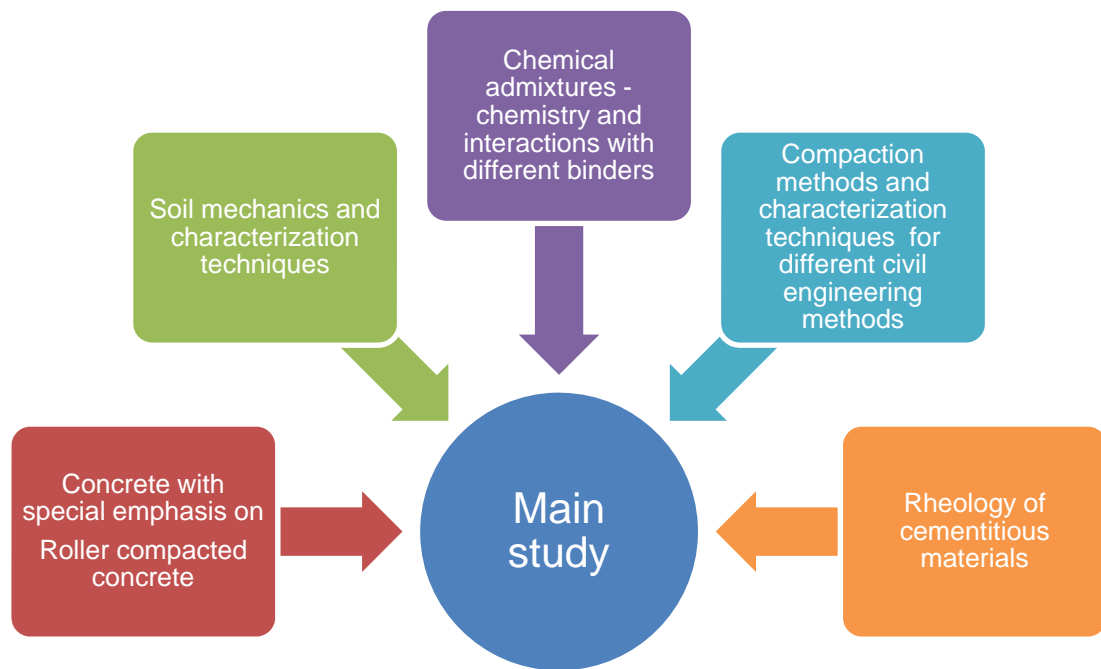 Chemical
admixtures -
chemistry and
interactions with
different binders
Soil mechanics and
characterization
techniques
Compaction
methods and
characterization
techniques for
different civil
engineering
methods
Concrete with
special emphasis on
Roller compacted
concrete
Main
study
Rheology of
cementitious
materials